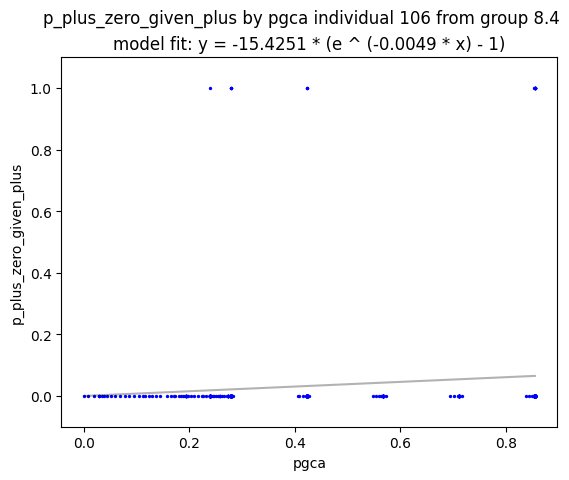 p_plus_zero_given_plus by pgca individual 106 from group 8.4
model fit: y = -15.4251 * (e ^ (-0.0049 * x) - 1)
1.0
0.8
0.6
0.4
0.2
0.0
p_plus_zero_given_plus
0.0 0.2 0.4 0.6 0.8
pgca